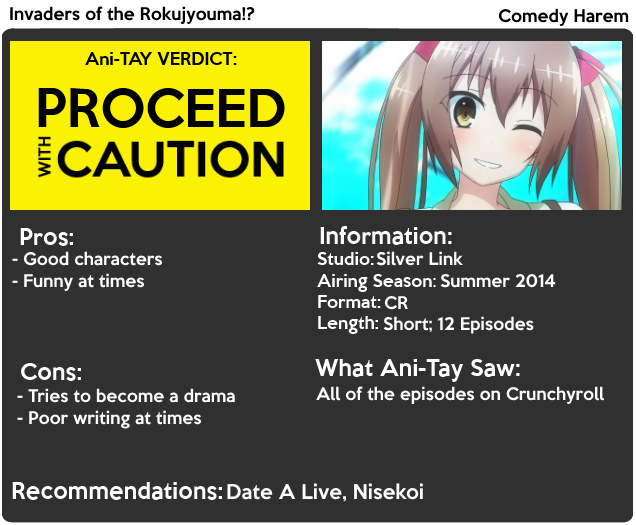 Invaders of the Rokujyouma!?
Comedy Harem
Ani-TAY VERDICT:
PROCEED
WITH CAUTION
Pros:
- Good characters
- Funny at times
Information:
Studio: Silver Link
Airing Season: Summer 2014
Format: CR
Length: Short; 12 Episodes
Cons:
- Tries to become a drama
- Poor writing at times
What Ani-Tay Saw:
All of the episodes on Crunchyroll
Recommendations: Date A Live, Nisekoi